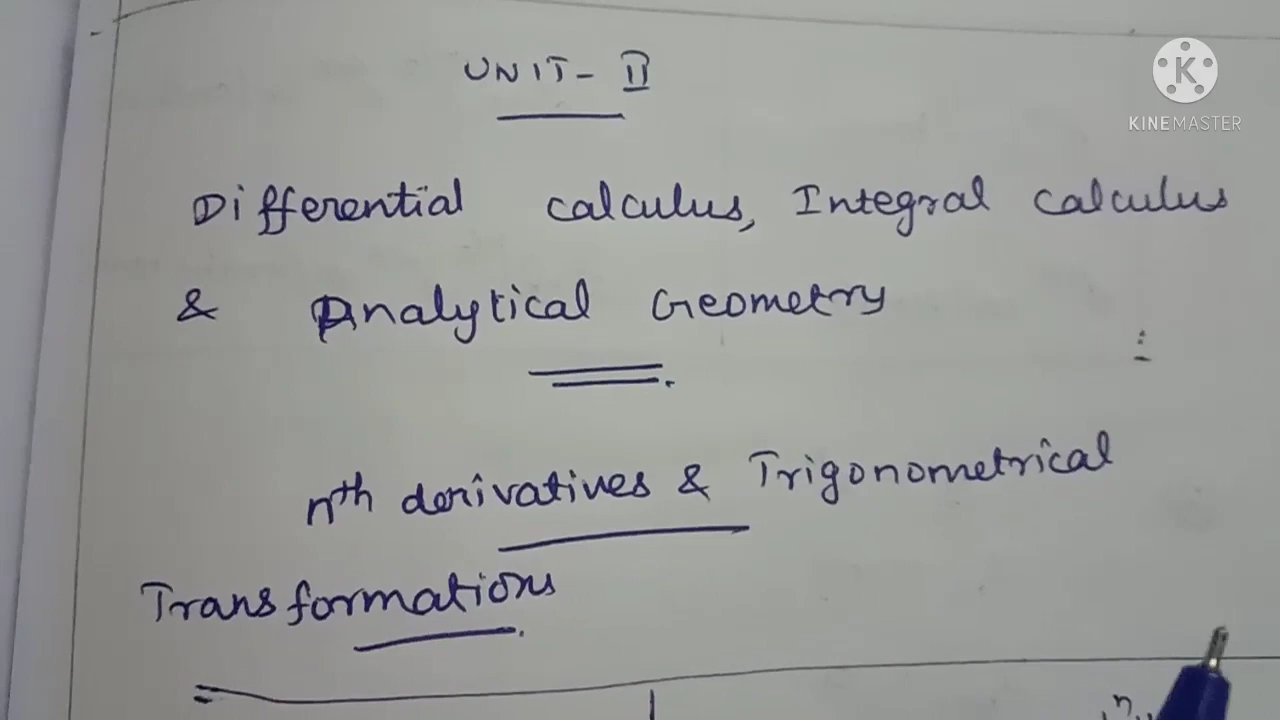 UNIT - II
K
KINEMASTER
Differential calculus, Integral calculus
& Analytical Geometry
nth derivatives & Trigonometrical
Transformations